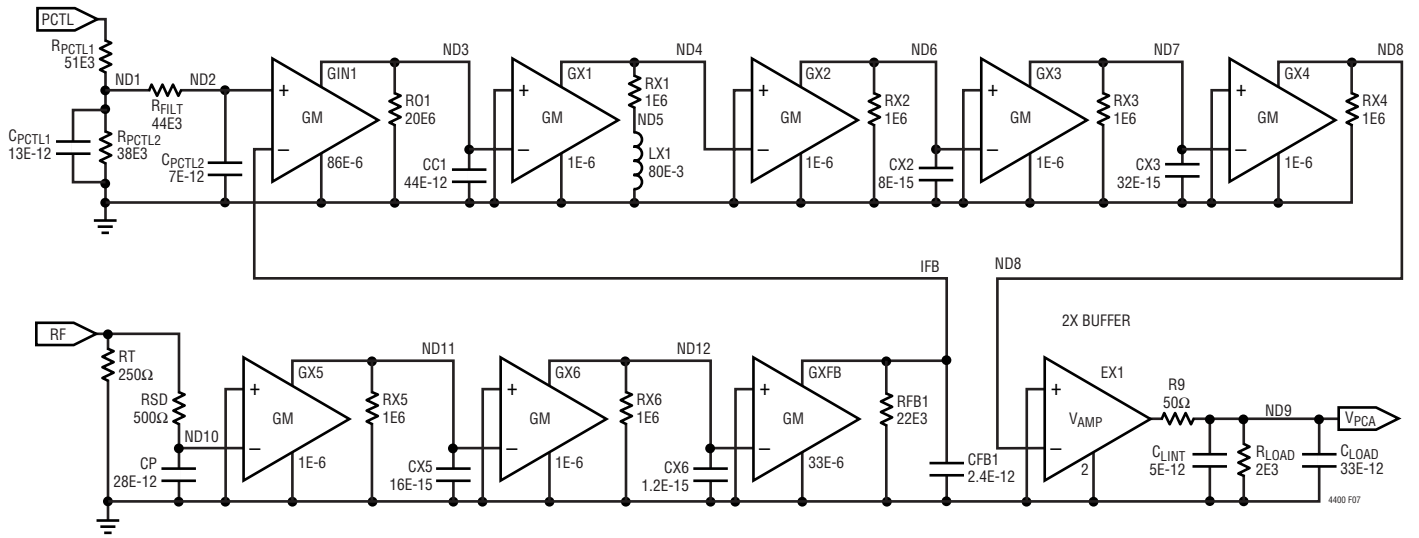 PCTL
RPCTL1
51E3
ND1
ND2
RFILT
44E3
CPCTL1
13E-12
RPCTL2
38E3
CPCTL2
7E-12
+
−
GM
GIN1
86E-6
RO1
20E6
ND3
CC1
44E-12
+
−
GM
GX1
1E-6
RX1
1E6
ND5
LX1
80E-3
ND4
+
−
GM
GX2
1E-6
RX2
1E6
ND6
CX2
8E-15
+
−
GM
GX3
1E-6
RX3
1E6
ND7
CX3
32E-15
+
−
GM
GX4
1E-6
RX4
1E6
ND8
IFB
ND8
RF
RT
250Ω
RSD
500Ω
ND10
CP
28E-12
+
−
GM
GX5
1E-6
RX5
1E6
ND11
CX5
16E-15
+
−
GM
GX6
1E-6
RX6
1E6
ND12
CX6
1.2E-15
+
−
GM
GXFB
33E-6
RFB1
22E3
CFB1
2.4E-12
2X BUFFER
+
−
VAMP
EX1
2
R9
50Ω
ND9
VPCA
CLINT
5E-12
RLOAD
2E3
CLOAD
33E-12
4400 F07